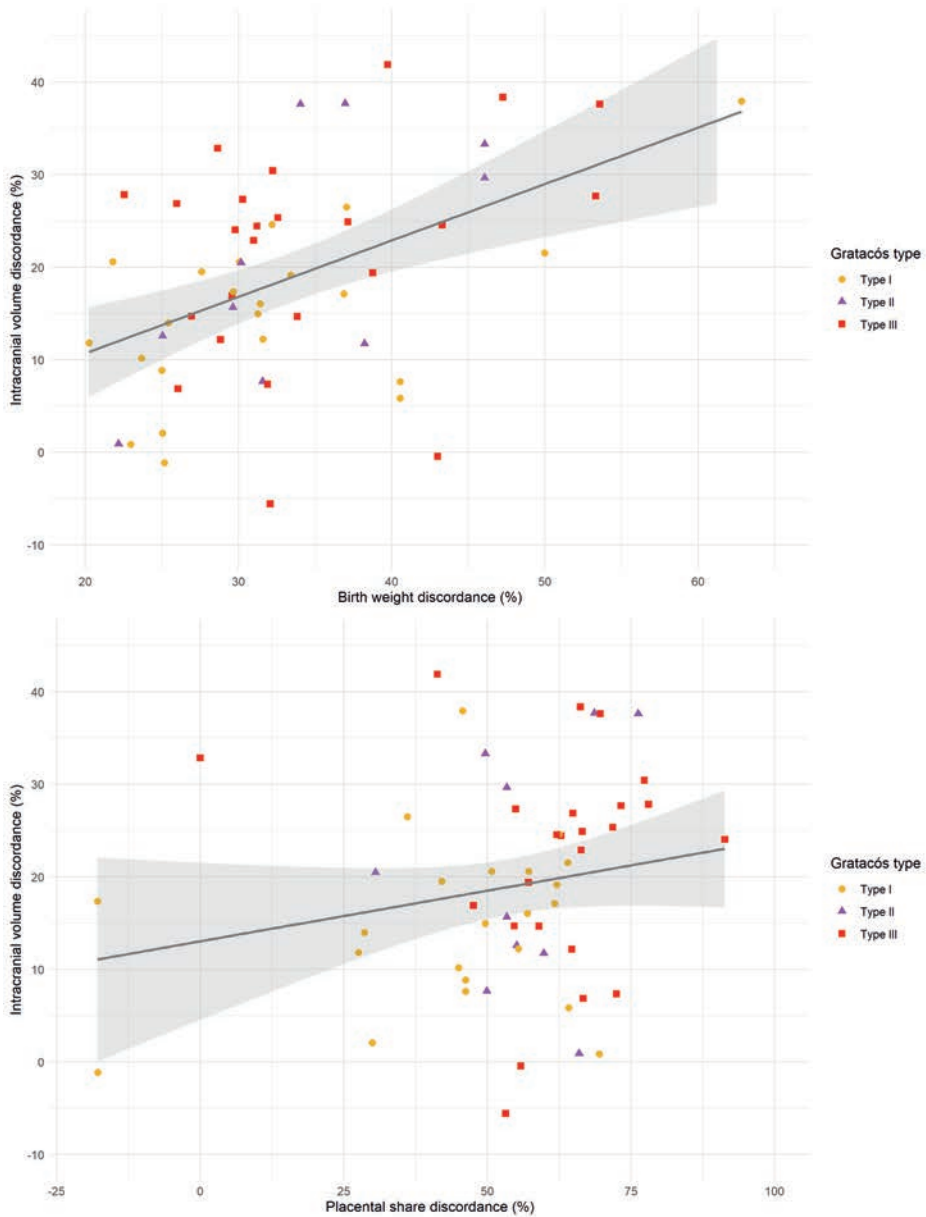 40
30
20
10
0
-10
Intracranial volume discordance (%)
20
30
40
50
60
Birth weight discordance (%)
Gratacós type
Type I
Type II
Type III
40
30
20
10
0
-10
Intracranial volume discordance (%)
-25
0
25
50
75
100
Placental share discordance (%)
Gratacós type
Type I
Type II
Type III